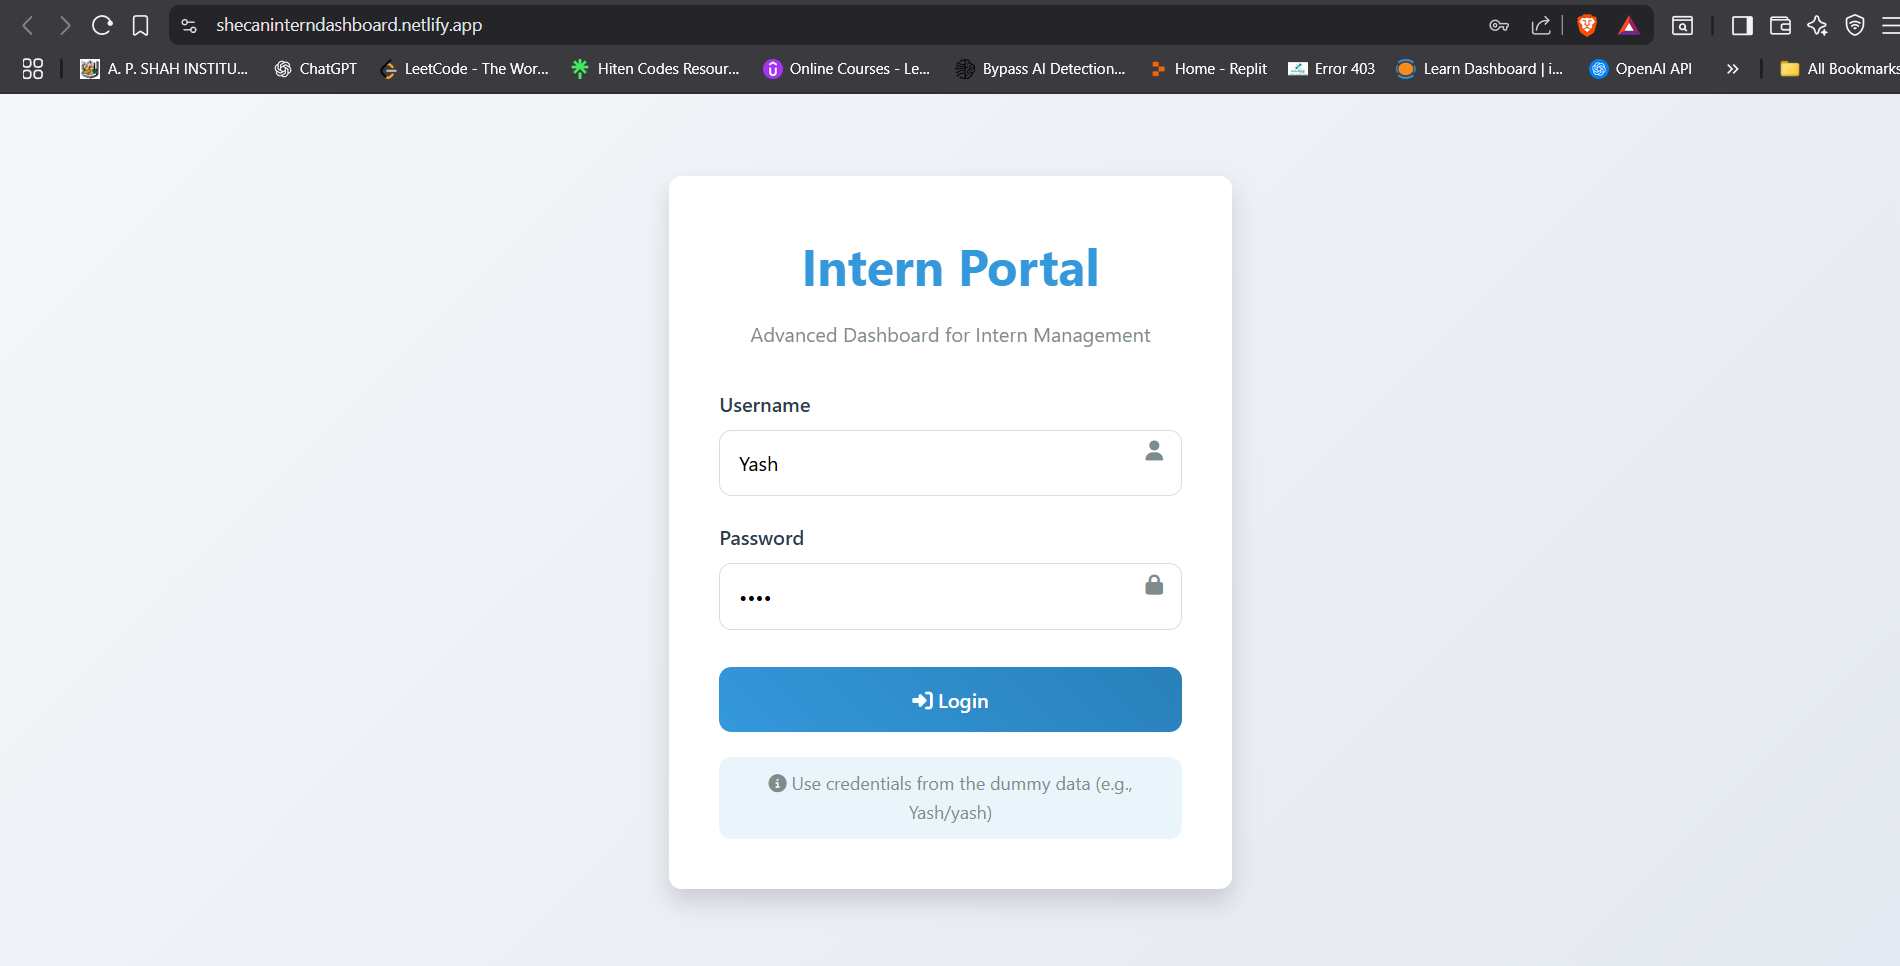 shecaninterndashboard.netlify.app
A. P. SHAH INSTITU... ChatGPT LeetCode - The Wor... Hiten Codes Resour... Online Courses - Le... Bypass AI Detection... Home - Replit Error 403 Learn Dashboard | i... OpenAI API » All Bookmarks
Intern Portal
Advanced Dashboard for Intern Management
Username
Yash
Password
••••
Login
Use credentials from the dummy data (e.g.,
Yash/yash)